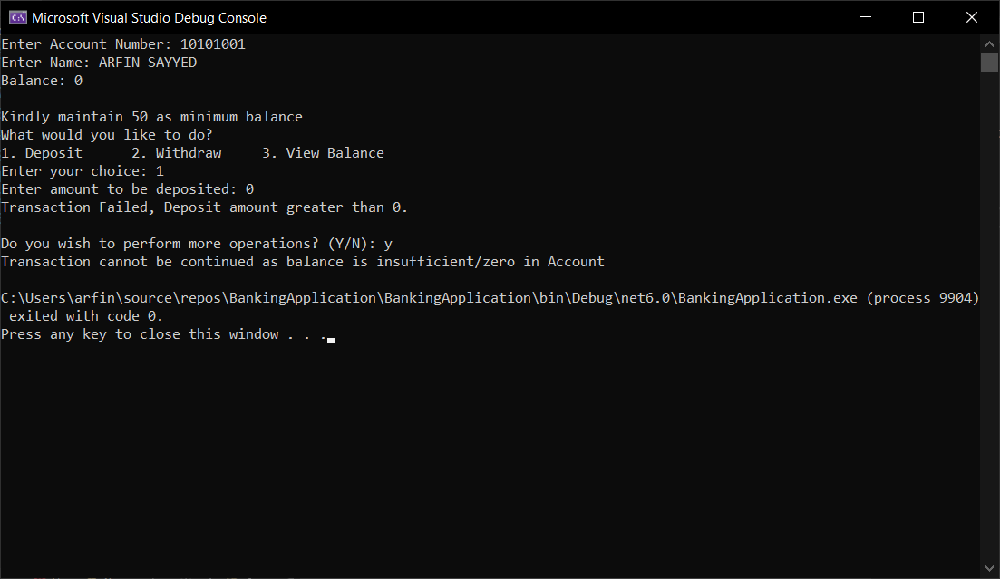 Microsoft Visual Studio Debug Console
Enter Account Number: 10101001
Enter Name: ARFIN SAYYED
Balance: 0
Kindly maintain 50 as minimum balance
What would you like to do?
1. Deposit      2. Withdraw     3. View Balance
Enter your choice: 1
Enter amount to be deposited: 0
Transaction Failed, Deposit amount greater than 0.
Do you wish to perform more operations? (Y/N): y
Transaction cannot be continued as balance is insufficient/zero in Account
C:\Users\arfin\source\repos\BankingApplication\BankingApplication\bin\Debug\net6.0\BankingApplication.exe (process 9904)
 exited with code 0.
Press any key to close this window . . .